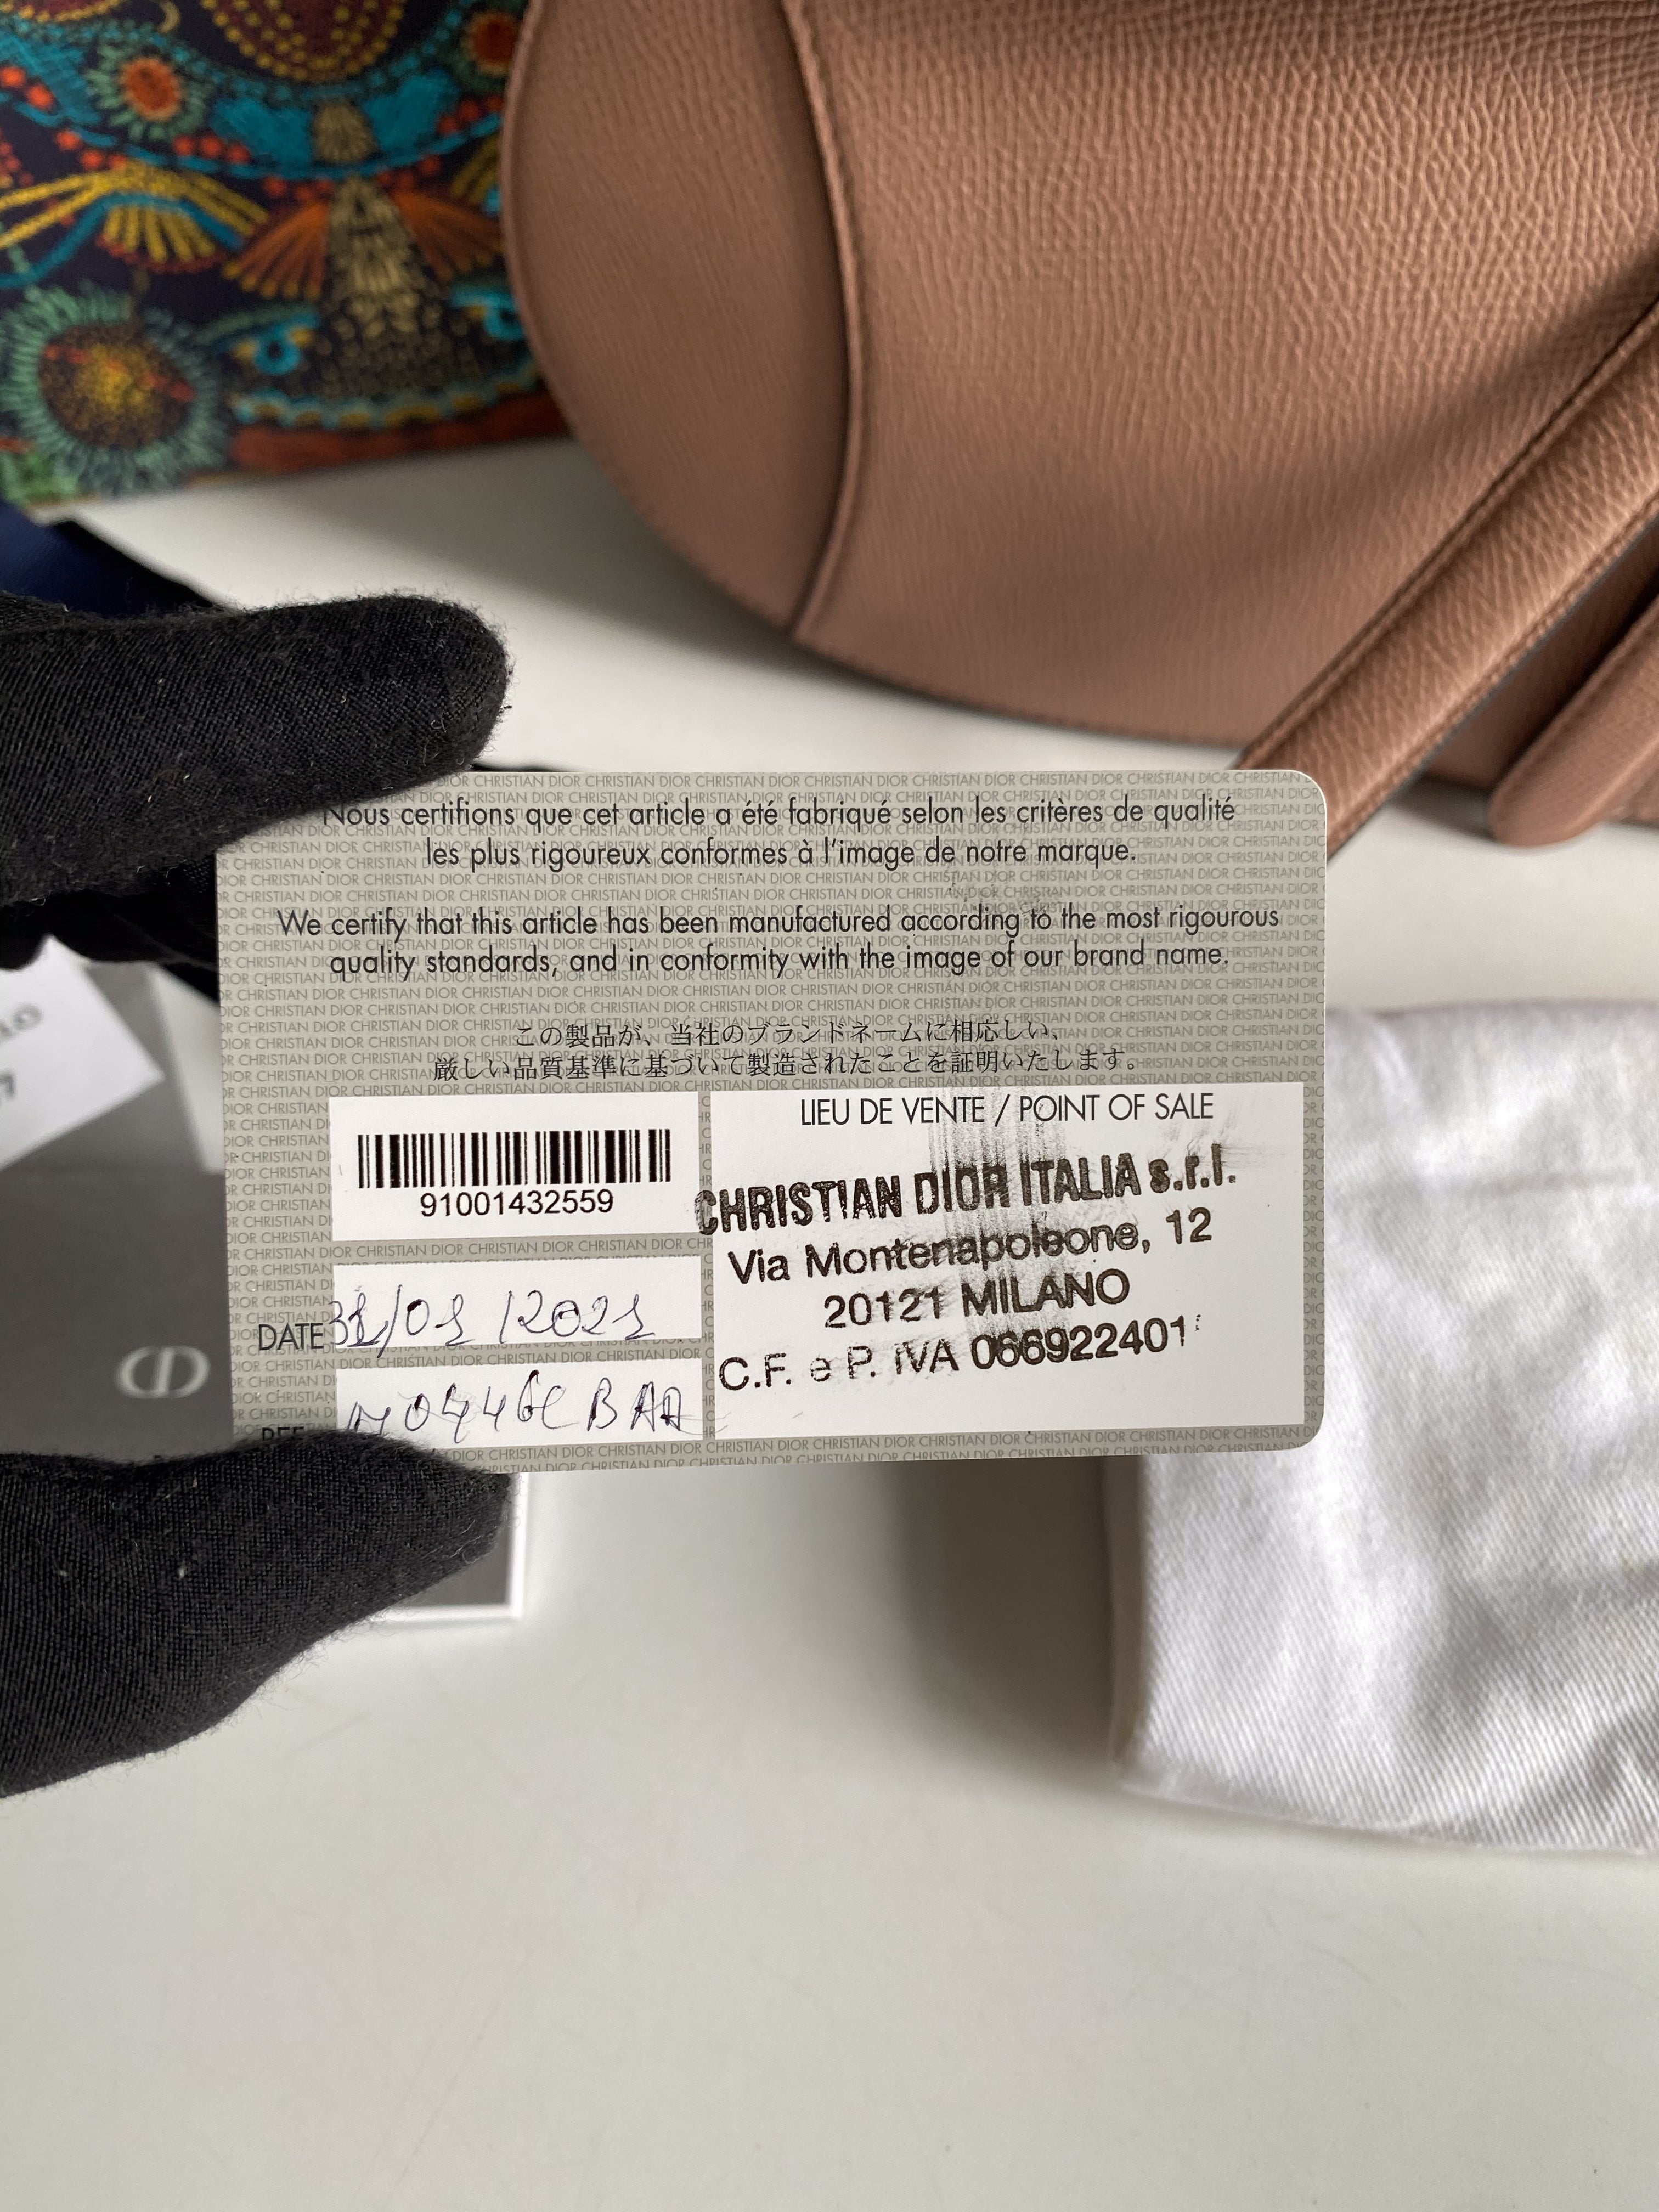 Nous certifions que cet article a été fabriqué selon les critères de qualité
les plus rigoureux conformes à l'image de notre marque.
We certify that this article has been manufactured according to the most rigourous
quality standards, and in conformity with the image of our brand name.
この製品が、当社のブランドネームに相応しい、
厳しい品質基準に基づいて製造されたことを証明いたします。
91001432559
DATE 31/01/2021
LIEU DE VENTE / POINT OF SALE
CHRISTIAN DIOR ITALIA s.r.l.
Via Montenapoleone, 12
20121 MILANO
C.F. e P. IVA 066922401
CD